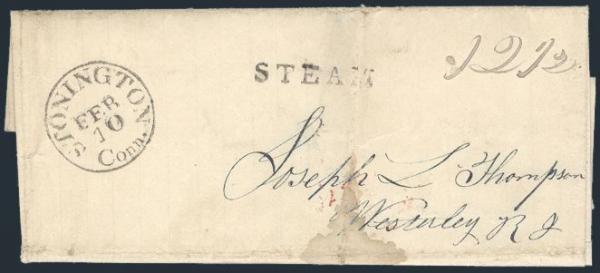 STEAM
12½
STONINGTON
FEB
10
Conn.
Joseph L Thompson
Westerley R I